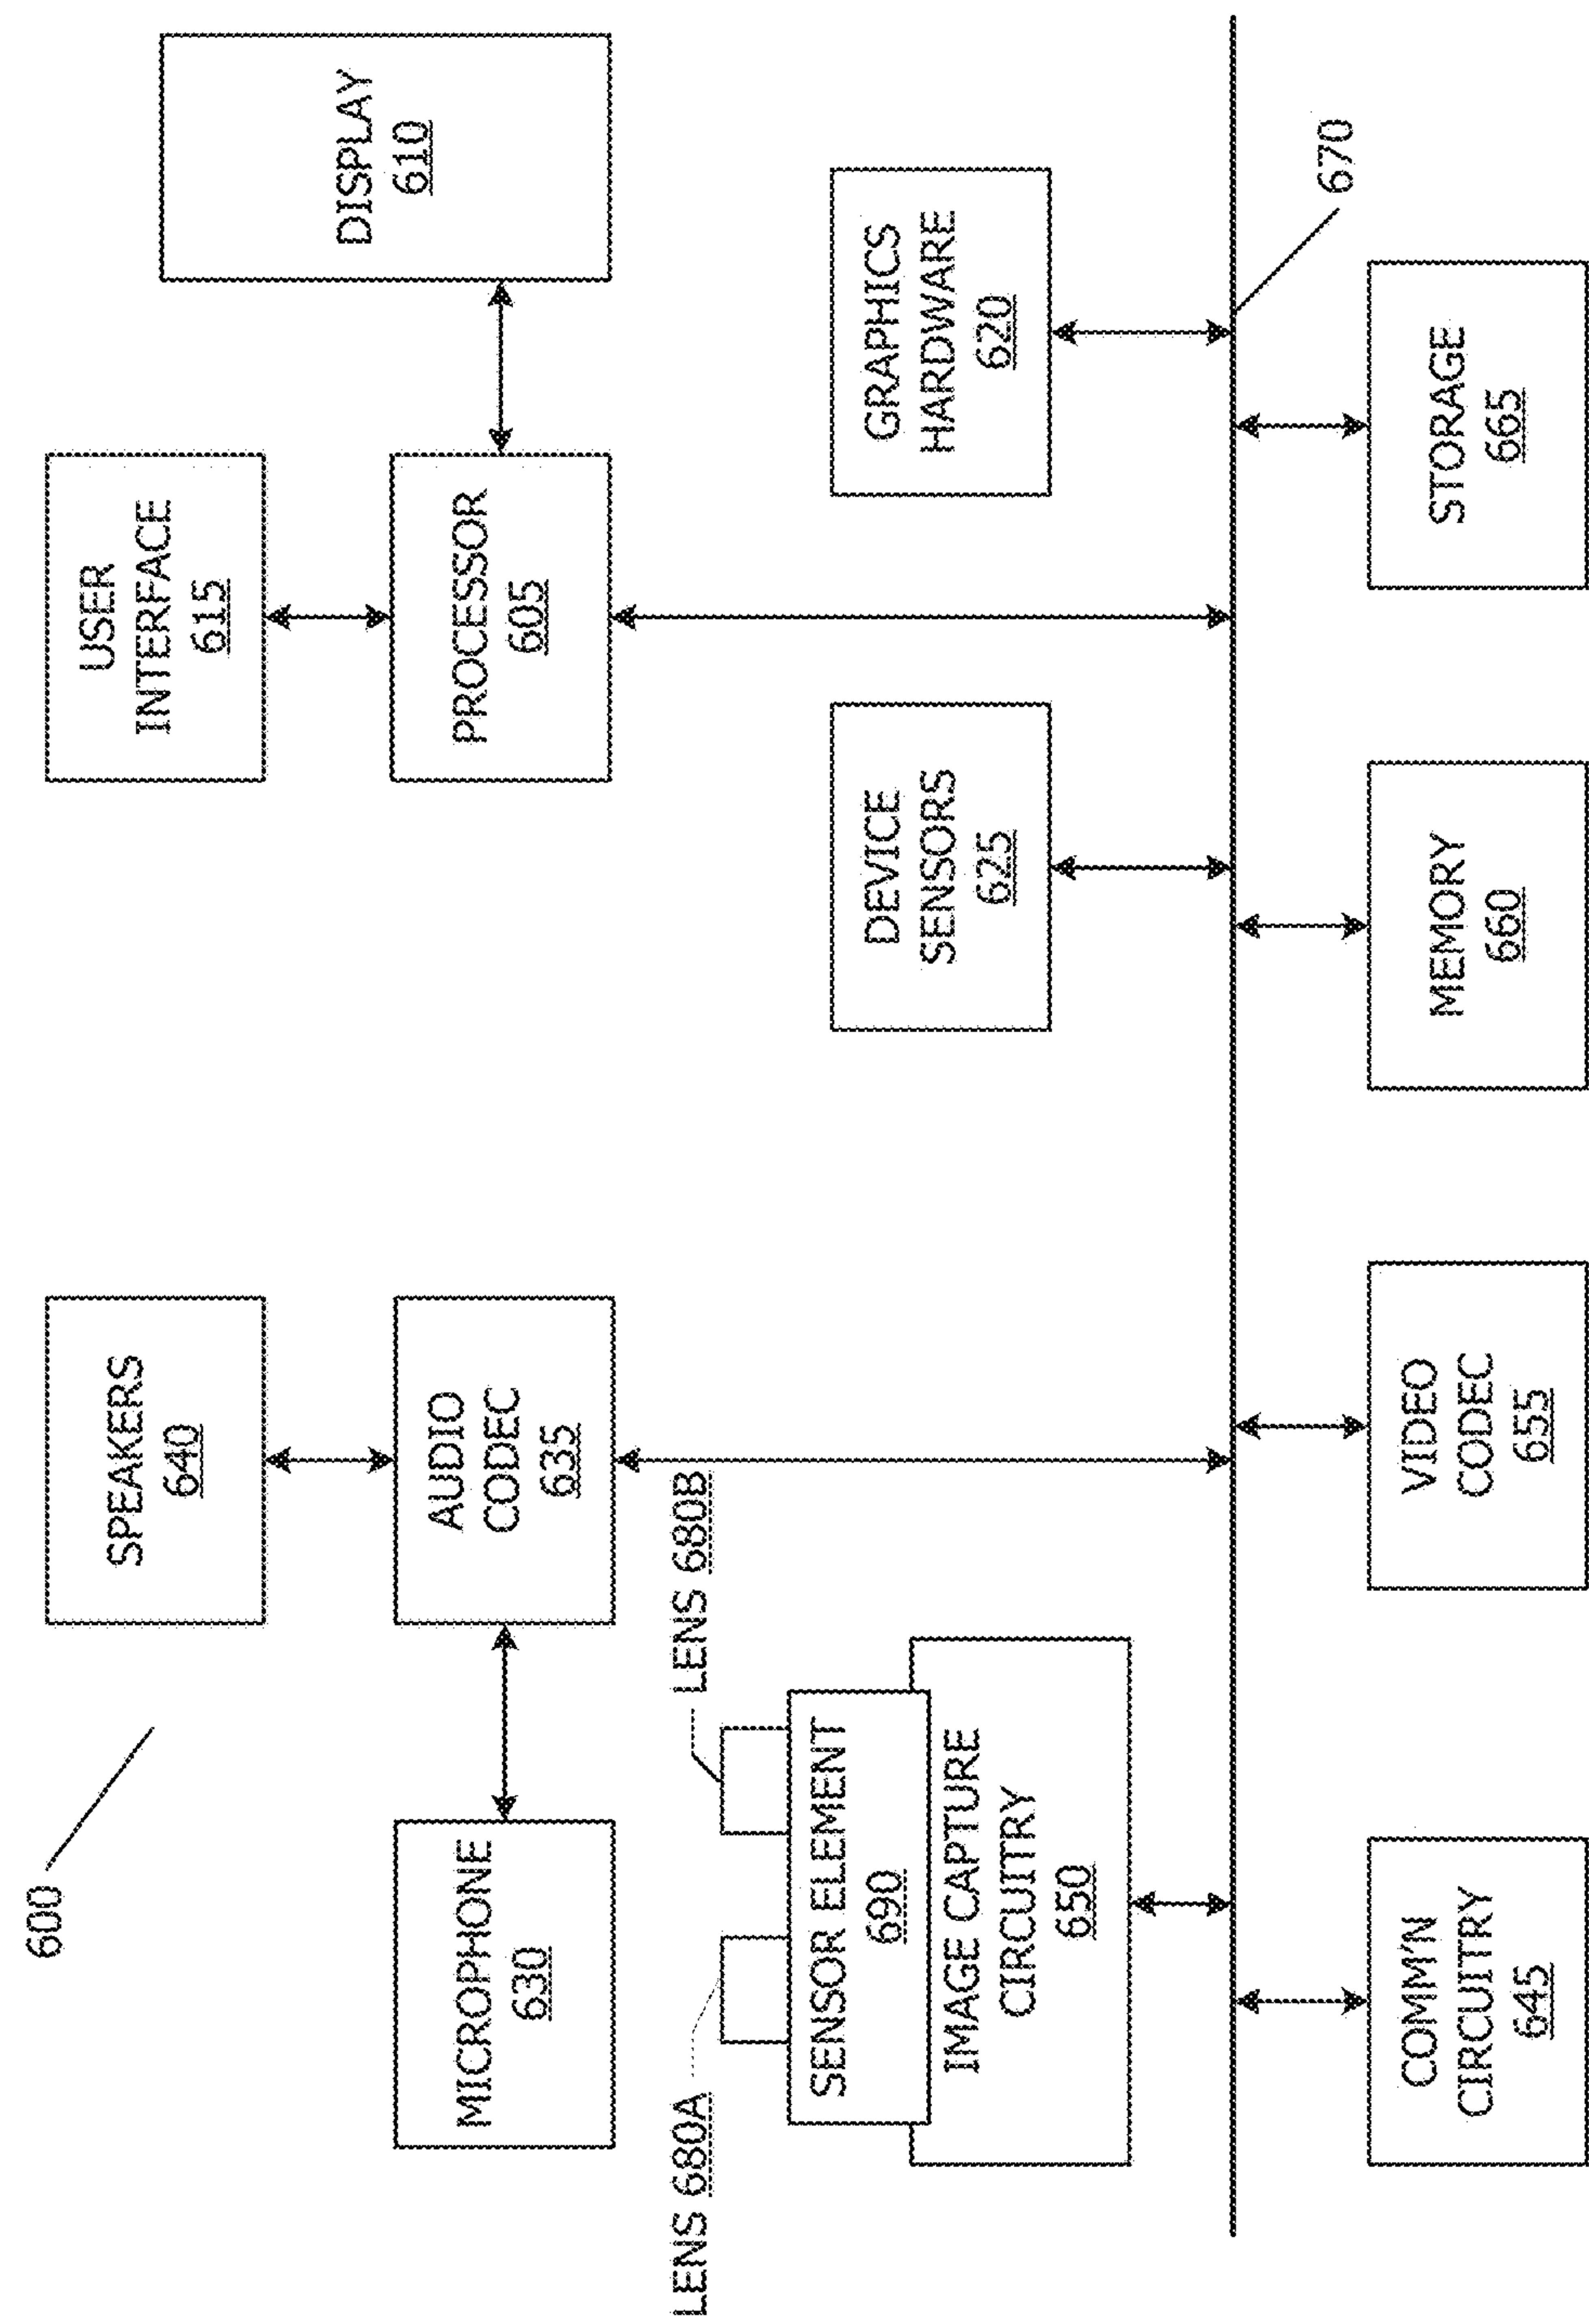 600
SPEAKERS
640
USER
INTERFACE
615
MICROPHONE
630
AUDIO
CODEC
635
PROCESSOR
605
DISPLAY
610
LENS 680A
LENS 680B
SENSOR ELEMENT
690
IMAGE CAPTURE
CIRCUITRY
650
DEVICE
SENSORS
625
GRAPHICS
HARDWARE
620
670
COMM'N
CIRCUITRY
645
VIDEO
CODEC
655
MEMORY
660
STORAGE
665